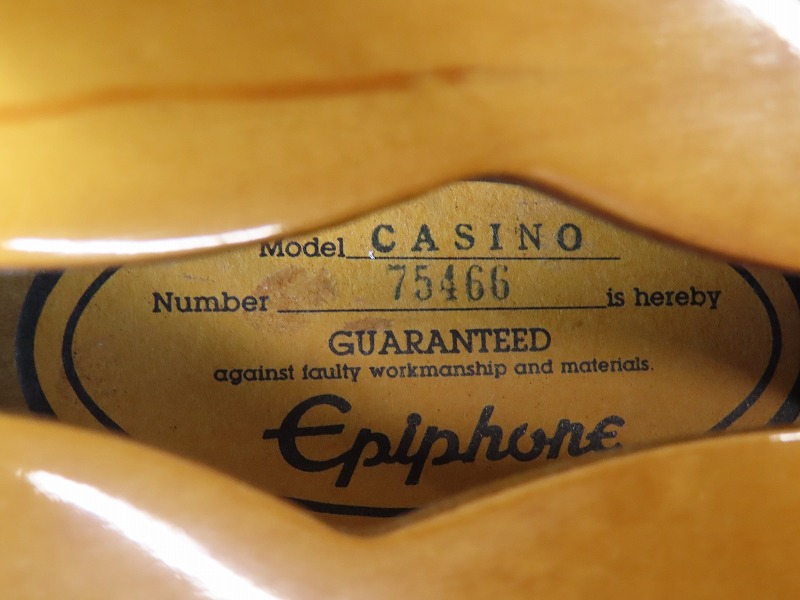 Model CASINO
Number 75466 is hereby
GUARANTEED
against faulty workmanship and materials.
Epiphone